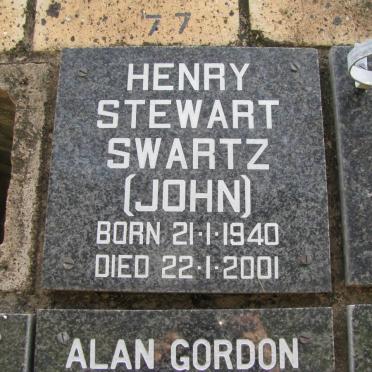 77
HENRY
STEWART
SWARTZ
(JOHN)
BORN 21·1·1940
DIED 22·1·2001
ALAN GORDON